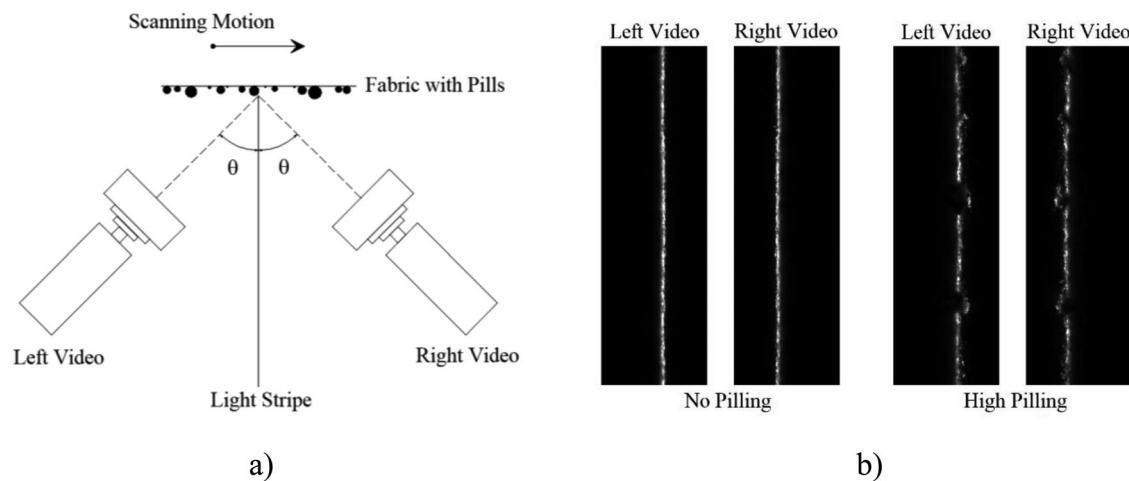 Scanning Motion
Fabric with Pills
θ θ
Left Video
Right Video
Light Stripe
a)
Left Video Right Video Left Video Right Video
No Pilling High Pilling
b)